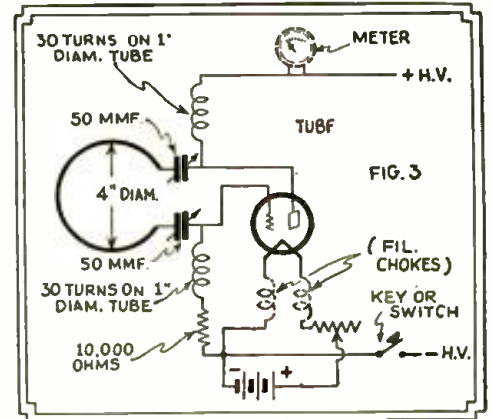 30 TURNS ON 1"
DIAM. TUBE
METER
+ H.V.
50 MMF.
TUBF
FIG. 3
4" DIAM.
50 MMF.
(FIL.
CHOKES)
30 TURNS ON 1"
DIAM. TUBE
KEY OR
SWITCH
10,000
OHMS
- H.V.
- +